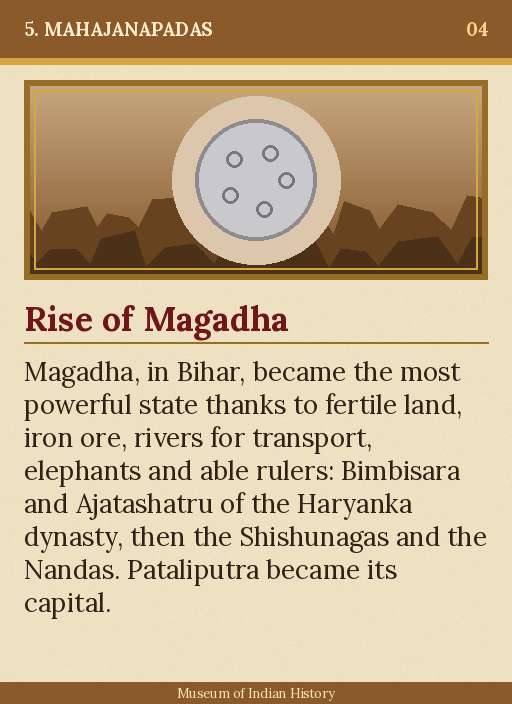 5. MAHAJANAPADAS
04
Rise of Magadha
Magadha, in Bihar, became the most
powerful state thanks to fertile land,
iron ore, rivers for transport,
elephants and able rulers: Bimbisara
and Ajatashatru of the Haryanka
dynasty, then the Shishunagas and the
Nandas. Pataliputra became its
capital.
Museum of Indian History